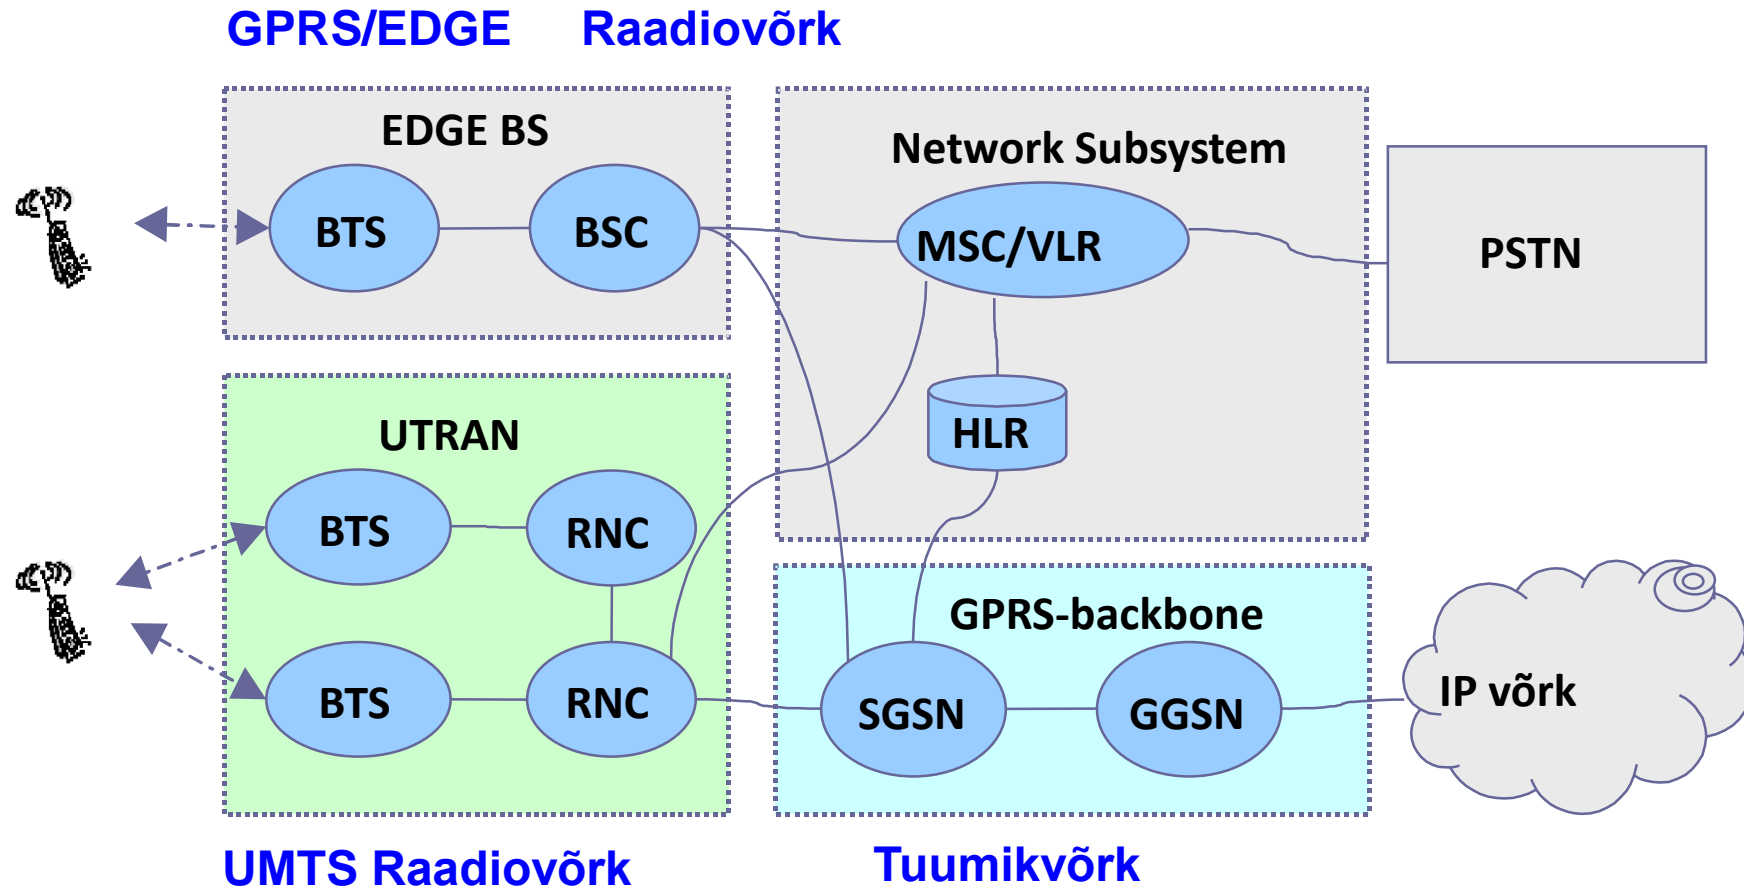 GPRS/EDGE Raadiovõrk
EDGE BS
BTS
BSC
Network Subsystem
MSC/VLR
HLR
PSTN
UTRAN
BTS
RNC
BTS
RNC
GPRS-backbone
SGSN
GGSN
IP võrk
UMTS Raadiovõrk
Tuumikvõrk